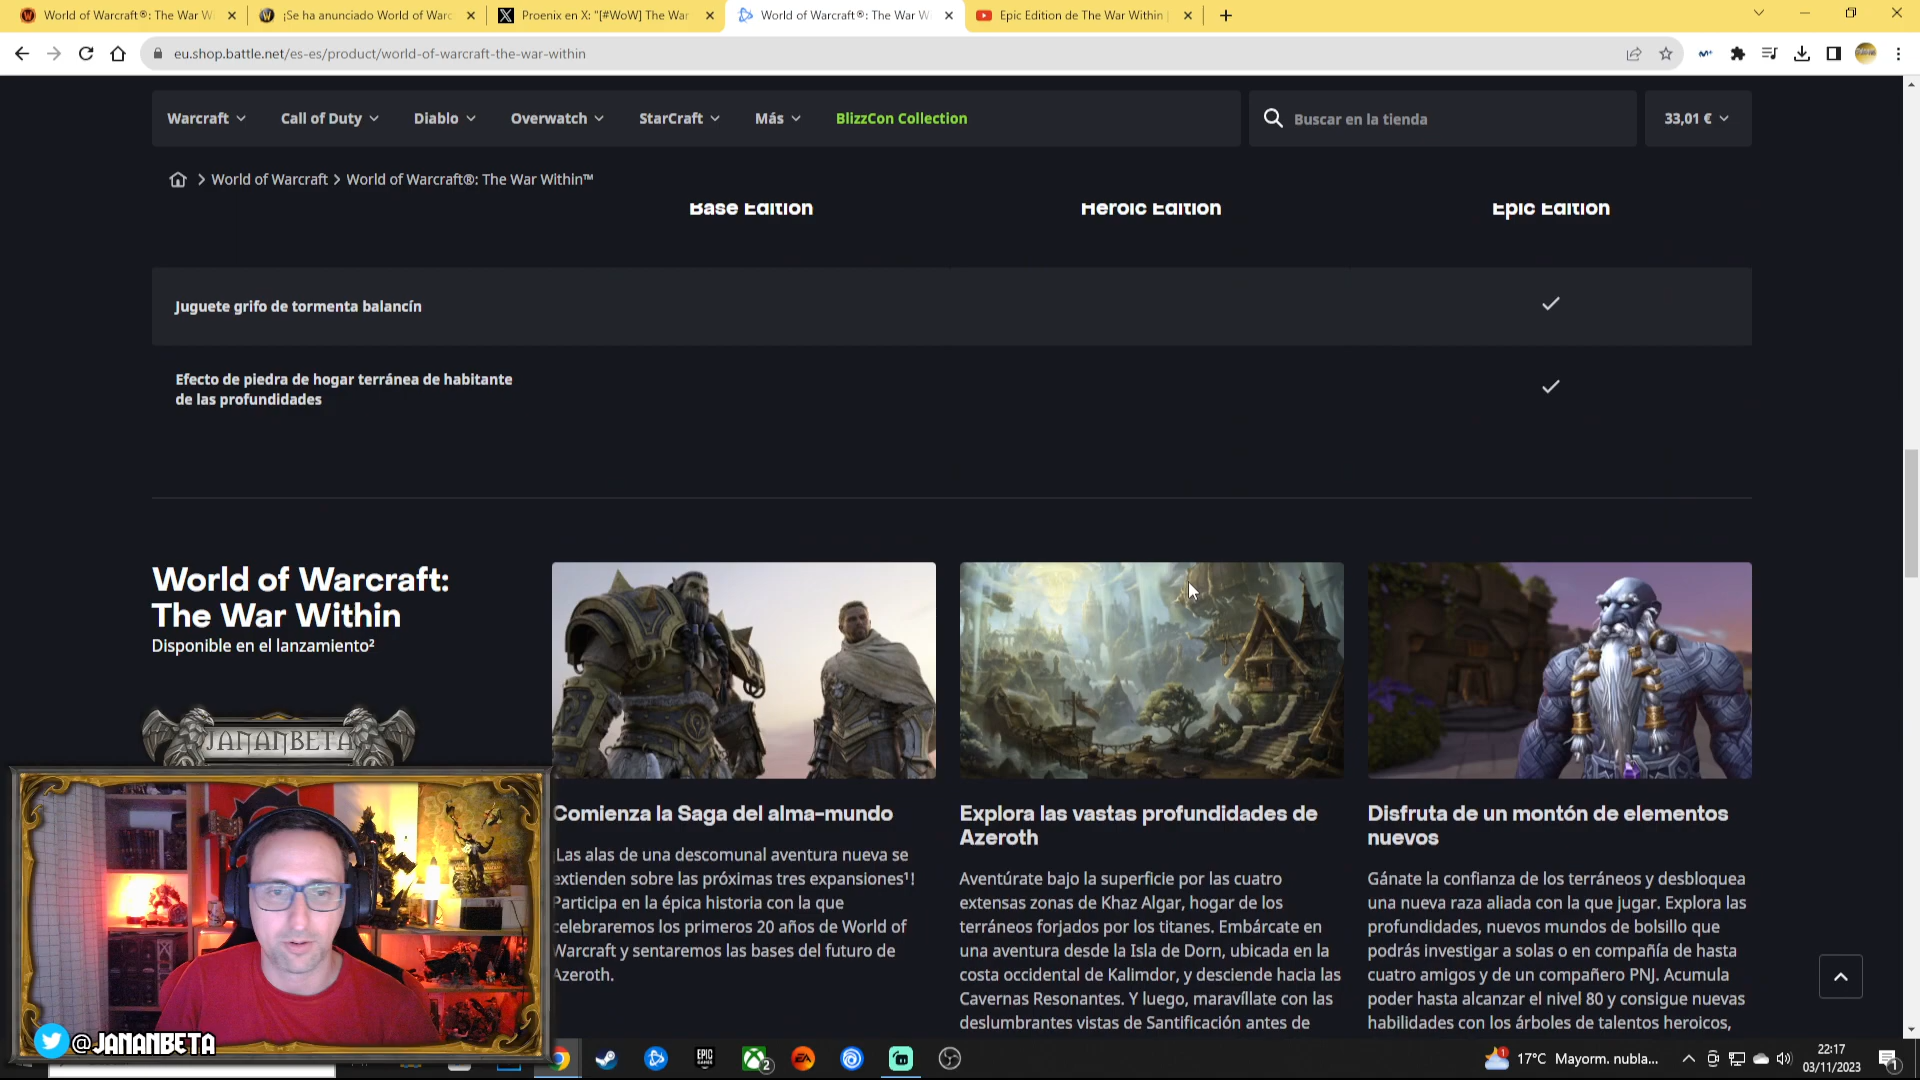 World of Warcraft®: The War W
¡Se ha anunciado World of Warc
Proenix en X: "[#WoW] The War
World of Warcraft®: The War W
Epic Edition de The War Within
eu.shop.battle.net/es-es/product/world-of-warcraft-the-war-within
Warcraft
Call of Duty
Diablo
Overwatch
StarCraft
Más
BlizzCon Collection
Buscar en la tienda
33,01 €
World of Warcraft > World of Warcraft®: The War Within™
Base Edition
Heroic Edition
Epic Edition
Juguete grifo de tormenta balancín
Efecto de piedra de hogar terránea de habitante
de las profundidades
World of Warcraft:
The War Within
Disponible en el lanzamiento²
JANANBETA
Comienza la Saga del alma-mundo
¡Las alas de una descomunal aventura nueva se
extienden sobre las próximas tres expansiones¹!
Participa en la épica historia con la que
celebraremos los primeros 20 años de World of
Warcraft y sentaremos las bases del futuro de
Azeroth.
Explora las vastas profundidades de
Azeroth
Aventúrate bajo la superficie por las cuatro
extensas zonas de Khaz Algar, hogar de los
terráneos forjados por los titanes. Embárcate en
una aventura desde la Isla de Dorn, ubicada en la
costa occidental de Kalimdor, y desciende hacia las
Cavernas Resonantes. Y luego, maravíllate con las
deslumbrantes vistas de Santificación antes de
Disfruta de un montón de elementos
nuevos
Gánate la confianza de los terráneos y desbloquea
una nueva raza aliada con la que jugar. Explora las
profundidades, nuevos mundos de bolsillo que
podrás investigar a solas o en compañía de hasta
cuatro amigos y de un compañero PNJ. Acumula
poder hasta alcanzar el nivel 80 y consigue nuevas
habilidades con los árboles de talentos heroicos,
@JANANBETA
EPIC
GAMES
2
EA
1
17°C Mayorm. nubla...
22:17
03/11/2023
1